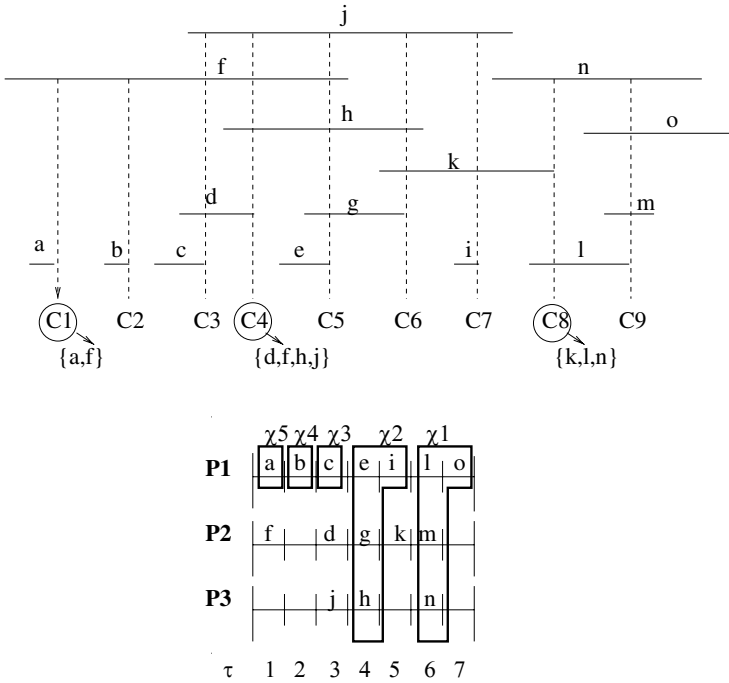 j
f n
h
o
k
d g m
a b c e i l
C1 C2 C3 C4 C5 C6 C7 C8 C9
{a,f} {d,f,h,j} {k,l,n}
χ5 χ4 χ3 χ2 χ1
P1 a b c e i l o
P2 f d g k m
P3 j h n
τ 1 2 3 4 5 6 7